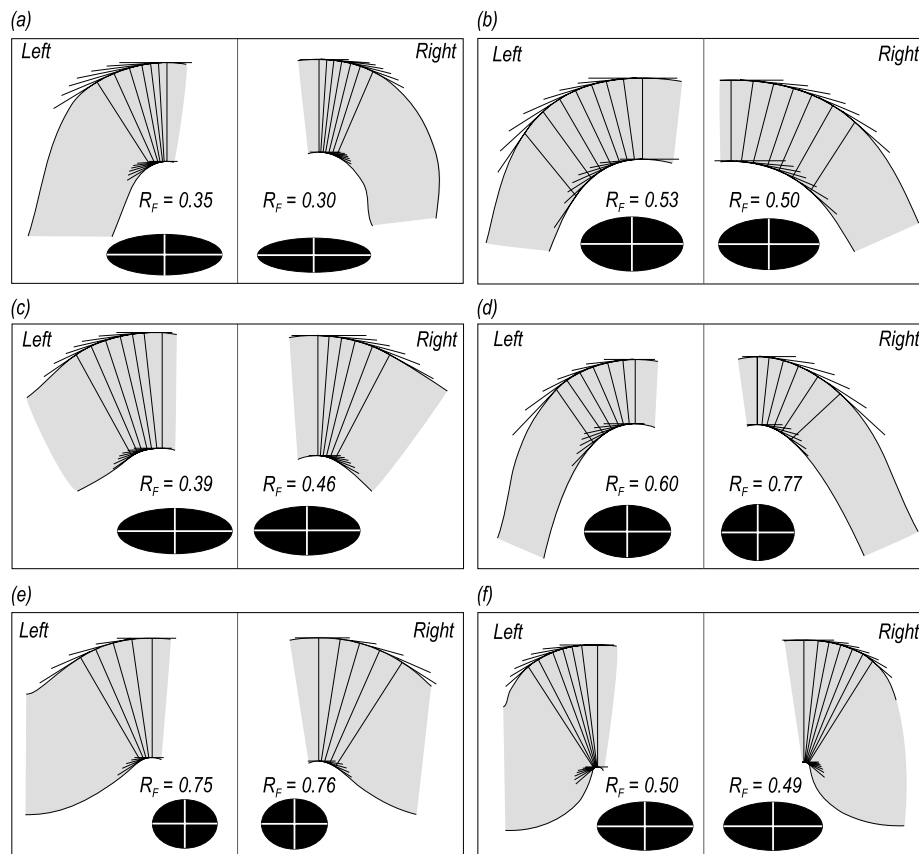 (a)
Left
Right
R_F = 0.35
R_F = 0.30
(b)
Left
Right
R_F = 0.53
R_F = 0.50
(c)
Left
Right
R_F = 0.39
R_F = 0.46
(d)
Left
Right
R_F = 0.60
R_F = 0.77
(e)
Left
Right
R_F = 0.75
R_F = 0.76
(f)
Left
Right
R_F = 0.50
R_F = 0.49